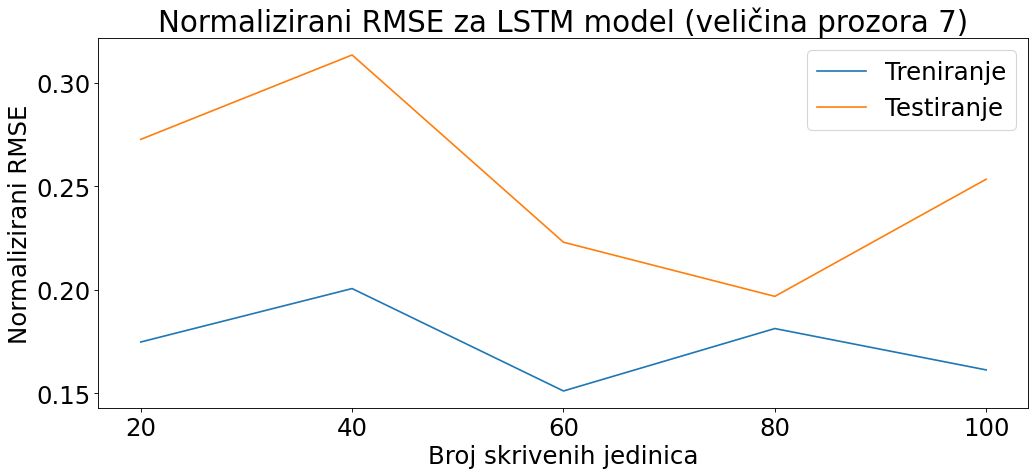 Normalizirani RMSE za LSTM model (veličina prozora 7)
Treniranje
Testiranje
Normalizirani RMSE
0.30
0.25
0.20
0.15
20 40 60 80 100
Broj skrivenih jedinica